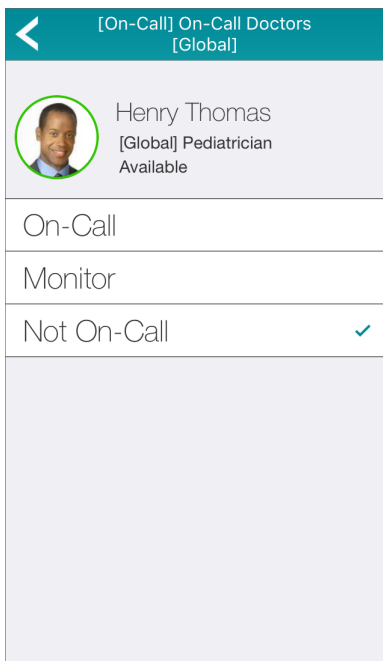 [On-Call] On-Call Doctors
[Global]
Henry Thomas
[Global] Pediatrician
Available
On-Call
Monitor
Not On-Call